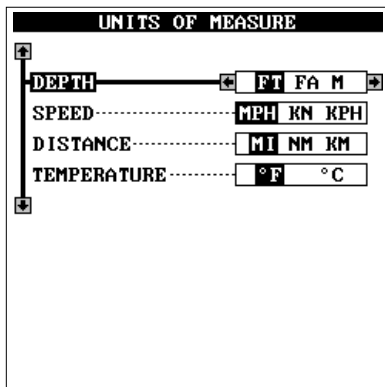 UNITS OF MEASURE
DEPTH FT FA M
SPEED MPH KN KPH
DISTANCE MI NM KM
TEMPERATURE °F °C